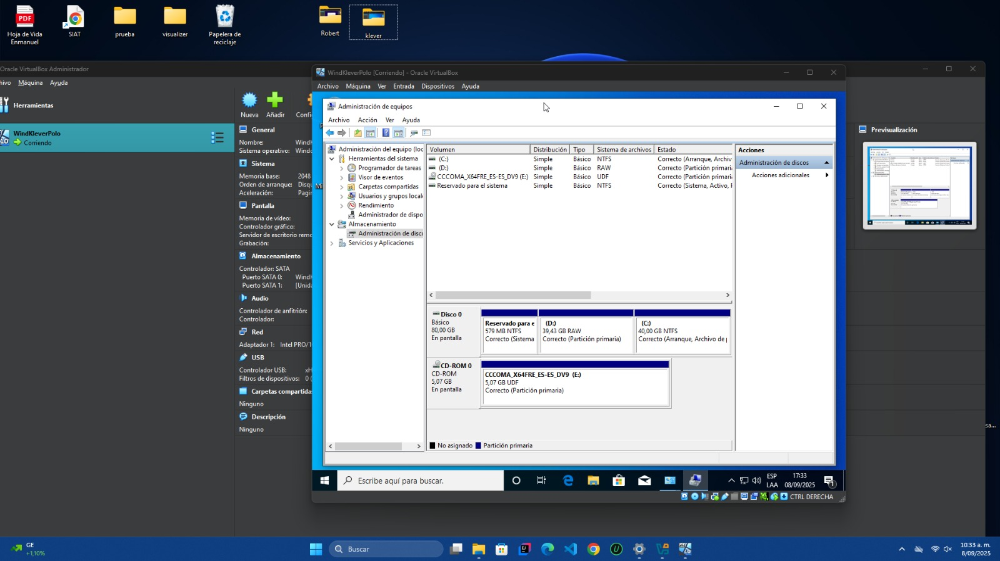 PDF
Hoja de Vida
Enmanuel
SIAT
prueba
visualizer
Papelera de
reciclaje
Robert
klever
Oracle VirtualBox Administrador
hivo Máquina Ayuda
Herramientas
WindKleverPolo
Corriendo
Nueva Añadir Confi
General
Nombre: WindK
Sistema operativo: Windo
Sistema
Memoria base: 2048
Orden de arranque: Disqu
Aceleración: Pagin
Pantalla
Memoria de vídeo:
Controlador gráfico:
Servidor de escritorio remo
Grabación:
Almacenamiento
Controlador: SATA
Puerto SATA 0: WindK
Puerto SATA 1: [Unida
Audio
Controlador de anfitrión:
Controlador:
Red
Adaptador 1: Intel PRO/10
USB
Controlador USB: xH
Filtros de dispositivos: 0 (
Carpetas compartidas
Ninguno
Descripción
Ninguno
WindKleverPolo [Corriendo] - Oracle VirtualBox
Archivo Máquina Ver Entrada Dispositivos Ayuda
Administración de equipos
Archivo Acción Ver Ayuda
Administración del equipo (loc
Herramientas del sistema
Programador de tareas
Visor de eventos
Carpetas compartidas
Usuarios y grupos locale
Rendimiento
Administrador de dispo
Almacenamiento
Administración de disco
Servicios y Aplicaciones
Volumen Distribución Tipo Sistema de archivos Estado
(C:) Simple Básico NTFS Correcto (Arranque, Archiv
(D:) Simple Básico RAW Correcto (Partición primaria
CCCOMA_X64FRE_ES-ES_DV9 (E:) Simple Básico UDF Correcto (Partición primaria
Reservado para el sistema Simple Básico NTFS Correcto (Sistema, Activo, P
Disco 0
Básico
80,00 GB
En pantalla
Reservado para e
579 MB NTFS
Correcto (Sistema
(D:)
39,43 GB RAW
Correcto (Partición primaria)
(C:)
40,00 GB NTFS
Correcto (Arranque, Archivo de p
CD-ROM 0
CD-ROM
5,07 GB
En pantalla
CCCOMA_X64FRE_ES-ES_DV9 (E:)
5,07 GB UDF
Correcto (Partición primaria)
No asignado Partición primaria
Acciones
Administración de discos
Acciones adicionales
Previsualización
Escribe aquí para buscar.
ESP
LAA
17:33
08/09/2025
1
CTRL DERECHA
sa...
GE
+1,10%
Buscar
10:33 a. m.
8/09/2025